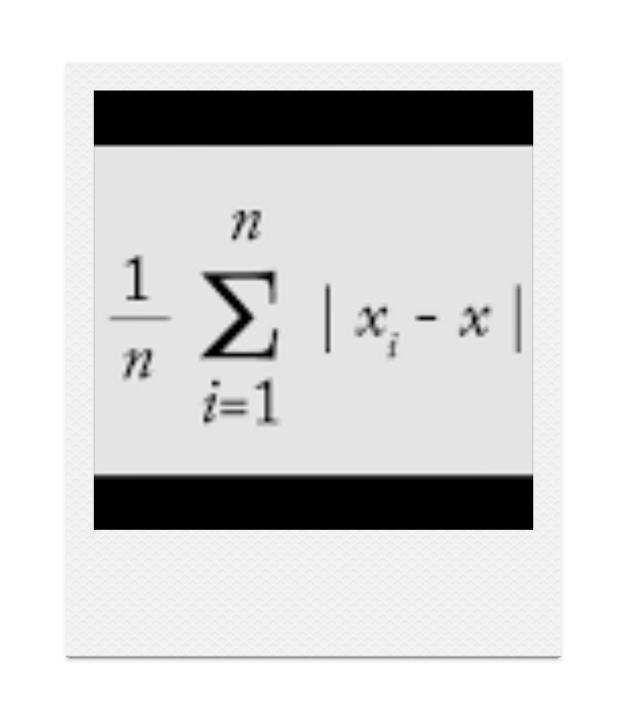 1/n n∑i=1 | xᵢ - x |